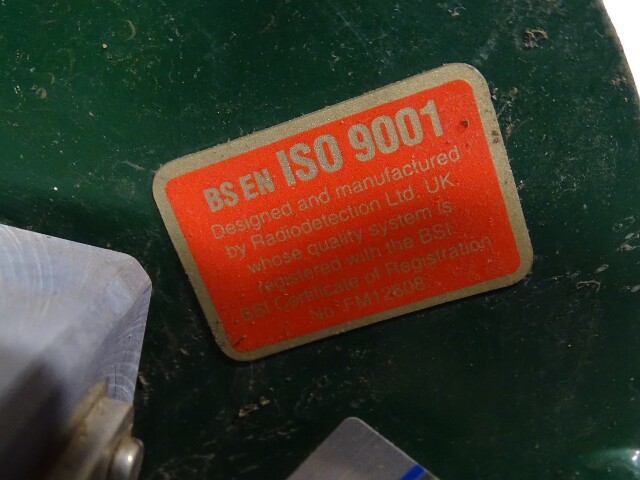 BS EN ISO 9001
Designed and manufactured
by Radiodetection Ltd. UK.
whose quality system is
registered with the BSI.
BSI Certificate of Registration
No. FM12608